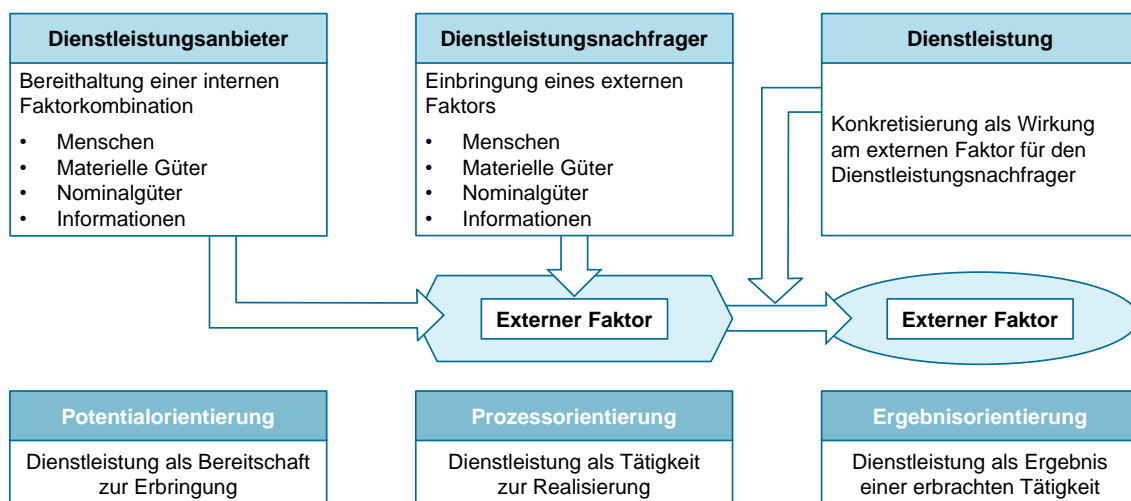 Dienstleistungsanbieter
Bereithaltung einer internen
Faktorkombination
• Menschen
• Materielle Güter
• Nominalgüter
• Informationen
Dienstleistungsnachfrager
Einbringung eines externen
Faktors
• Menschen
• Materielle Güter
• Nominalgüter
• Informationen
Dienstleistung
Konkretisierung als Wirkung
am externen Faktor für den
Dienstleistungsnachfrager
Externer Faktor
Externer Faktor
Potentialorientierung
Dienstleistung als Bereitschaft
zur Erbringung
Prozessorientierung
Dienstleistung als Tätigkeit
zur Realisierung
Ergebnisorientierung
Dienstleistung als Ergebnis
einer erbrachten Tätigkeit